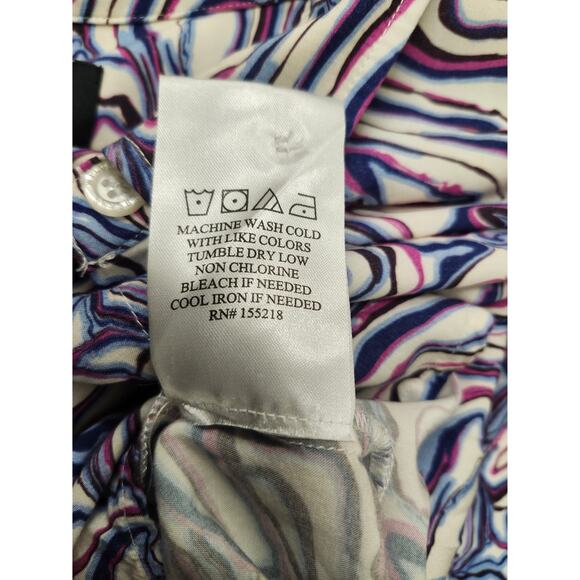 MACHINE WASH COLD
WITH LIKE COLORS
TUMBLE DRY LOW
NON CHLORINE
BLEACH IF NEEDED
COOL IRON IF NEEDED
RN# 155218